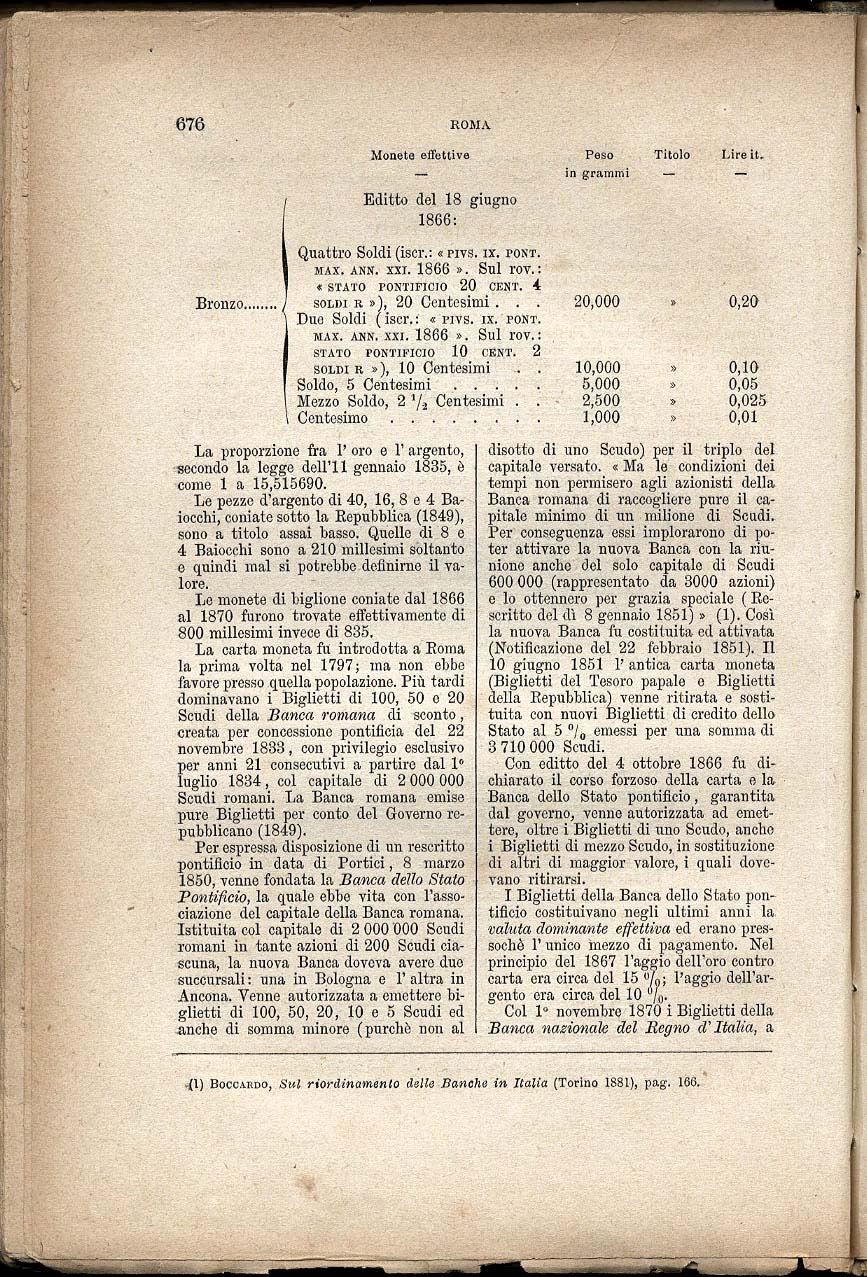 676
ROMA
Monete effettive Peso Titolo Lire it.
— in grammi — —
Editto del 18 giugno
1866:
Quattro Soldi (iscr.: « PIVS. IX. PONT.
MAX. ANN. XXI. 1866 ». Sul rov.:
« STATO PONTIFICIO 20 CENT. 4
Bronzo........ SOLDI R »), 20 Centesimi . . . 20,000 » 0,20
Due Soldi (iscr.: « PIVS. IX. PONT.
MAX. ANN. XXI. 1866 ». Sul rov.:
STATO PONTIFICIO 10 CENT. 2
SOLDI R »), 10 Centesimi . . 10,000 » 0,10
Soldo, 5 Centesimi . . . . . 5,000 » 0,05
Mezzo Soldo, 2 1/2 Centesimi . . 2,500 » 0,025
Centesimo . . . . . . . . 1,000 » 0,01
La proporzione fra l' oro e l' argento,
secondo la legge dell'11 gennaio 1835, è
come 1 a 15,515690.
Le pezze d'argento di 40, 16, 8 e 4 Ba-
iocchi, coniate sotto la Repubblica (1849),
sono a titolo assai basso. Quelle di 8 e
4 Baiocchi sono a 210 millesimi soltanto
e quindi mal si potrebbe definirne il va-
lore.
Le monete di biglione coniate dal 1866
al 1870 furono trovate effettivamente di
800 millesimi invece di 835.
La carta moneta fu introdotta a Roma
la prima volta nel 1797; ma non ebbe
favore presso quella popolazione. Più tardi
dominavano i Biglietti di 100, 50 e 20
Scudi della Banca romana di sconto,
creata per concessione pontificia del 22
novembre 1833, con privilegio esclusivo
per anni 21 consecutivi a partire dal 1º
luglio 1834, col capitale di 2 000 000
Scudi romani. La Banca romana emise
pure Biglietti per conto del Governo re-
pubblicano (1849).
Per espressa disposizione di un rescritto
pontificio in data di Portici, 8 marzo
1850, venne fondata la Banca dello Stato
Pontificio, la quale ebbe vita con l'asso-
ciazione del capitale della Banca romana.
Istituita col capitale di 2 000 000 Scudi
romani in tante azioni di 200 Scudi cia-
scuna, la nuova Banca doveva avere due
succursali: una in Bologna e l' altra in
Ancona. Venne autorizzata a emettere bi-
glietti di 100, 50, 20, 10 e 5 Scudi ed
anche di somma minore (purchè non al
disotto di uno Scudo) per il triplo del
capitale versato. « Ma le condizioni dei
tempi non permisero agli azionisti della
Banca romana di raccogliere pure il ca-
pitale minimo di un milione di Scudi.
Per conseguenza essi implorarono di po-
ter attivare la nuova Banca con la riu-
nione anche del solo capitale di Scudi
600 000 (rappresentato da 3000 azioni)
e lo ottennero per grazia speciale (Re-
scritto del dì 8 gennaio 1851) » (1). Così
la nuova Banca fu costituita ed attivata
(Notificazione del 22 febbraio 1851). Il
10 giugno 1851 l' antica carta moneta
(Biglietti del Tesoro papale e Biglietti
della Repubblica) venne ritirata e sosti-
tuita con nuovi Biglietti di credito dello
Stato al 5 % emessi per una somma di
3 710 000 Scudi.
Con editto del 4 ottobre 1866 fu di-
chiarato il corso forzoso della carta e la
Banca dello Stato pontificio, garantita
dal governo, venne autorizzata ad emet-
tere, oltre i Biglietti di uno Scudo, anche
i Biglietti di mezzo Scudo, in sostituzione
di altri di maggior valore, i quali dove-
vano ritirarsi.
I Biglietti della Banca dello Stato pon-
tificio costituivano negli ultimi anni la
valuta dominante effettiva ed erano pres-
sochè l' unico mezzo di pagamento. Nel
principio del 1867 l'aggio dell'oro contro
carta era circa del 15 %; l'aggio dell'ar-
gento era circa del 10 %.
Col 1º novembre 1870 i Biglietti della
Banca nazionale del Regno d' Italia, a
(1) BOCCARDO, Sul riordinamento delle Banche in Italia (Torino 1881), pag. 166.